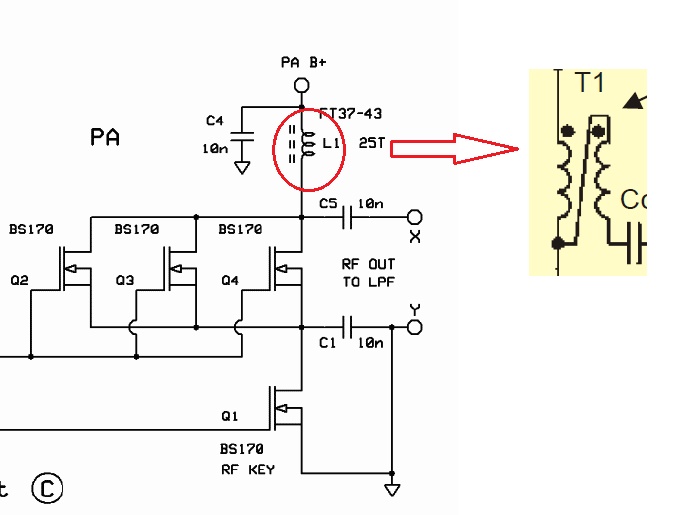 PA B+
FT37-43
C4
10n
L1 25T
PA
C5 10n
X
BS170 BS170 BS170
Q2 Q3 Q4
RF OUT
TO LPF
Y
C1 10n
Q1
BS170
RF KEY
t ©
T1
Co